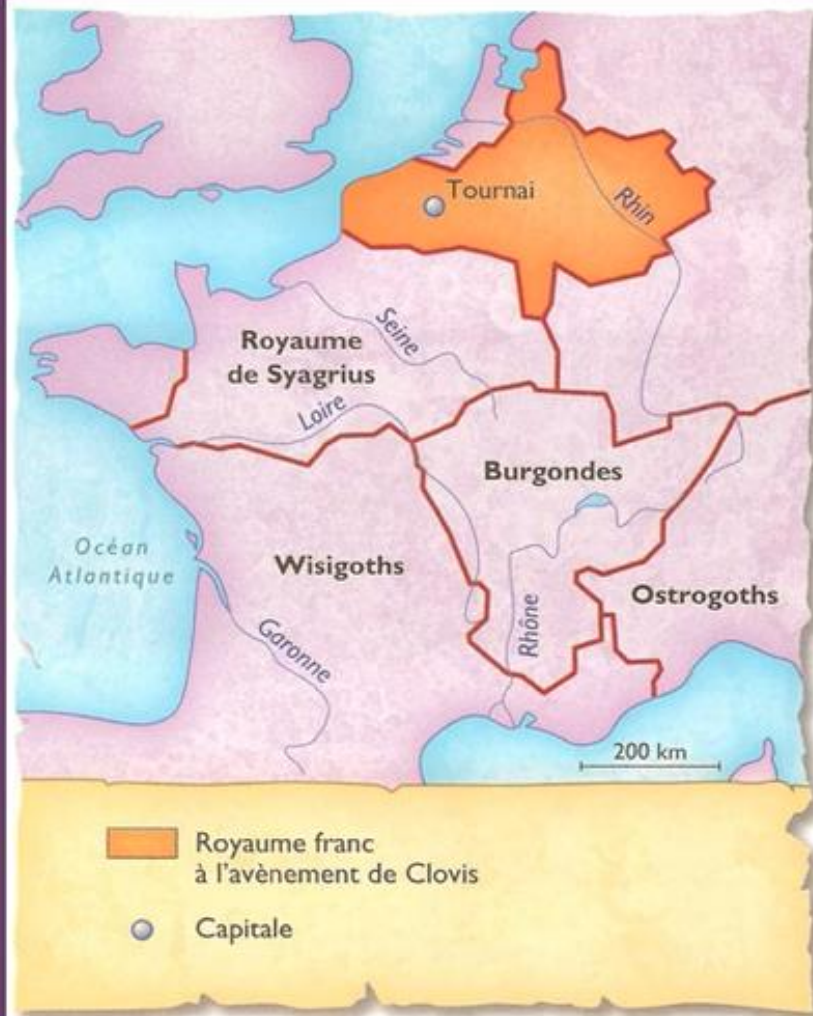 Tournai
Rhin
Seine
Royaume
de Syagrius
Loire
Burgondes
Océan
Atlantique
Wisigoths
Ostrogoths
Garonne
Rhône
200 km
Royaume franc
à l'avènement de Clovis
Capitale